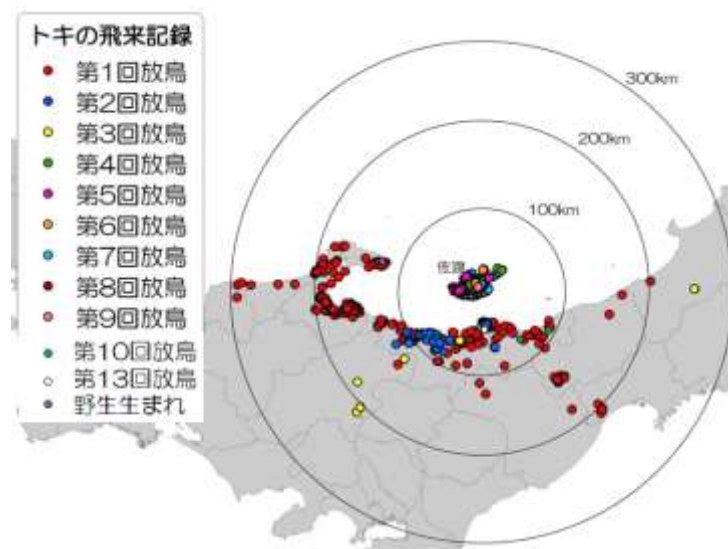 トキの飛来記録
第1回放鳥
第2回放鳥
第3回放鳥
第4回放鳥
第5回放鳥
第6回放鳥
第7回放鳥
第8回放鳥
第9回放鳥
第10回放鳥
第13回放鳥
野生生まれ
300km
200km
100km
佐渡